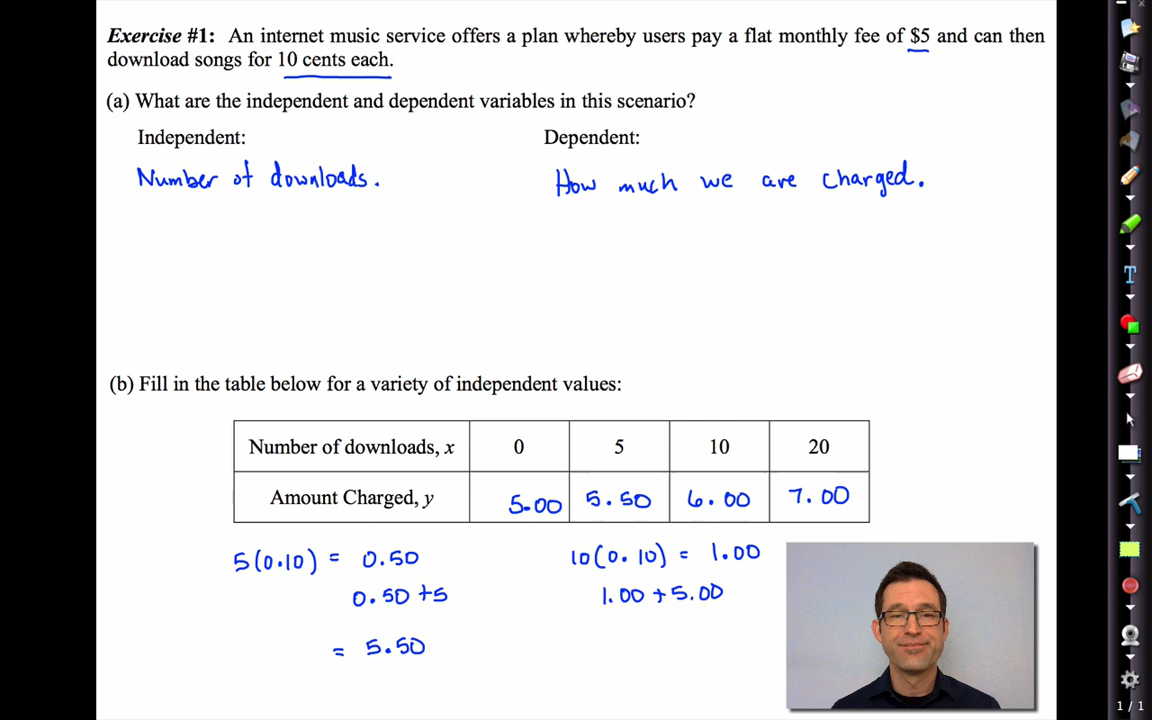 Exercise #1: An internet music service offers a plan whereby users pay a flat monthly fee of $5 and can then
download songs for 10 cents each.
(a) What are the independent and dependent variables in this scenario?
Independent: Dependent:
Number of downloads. How much we are charged.
(b) Fill in the table below for a variety of independent values:
Number of downloads, x 0 5 10 20
Amount Charged, y 5.00 5.50 6.00 7.00
5(0.10) = 0.50 10(0.10) = 1.00
0.50 +5 1.00 + 5.00
= 5.50
T
1 / 1